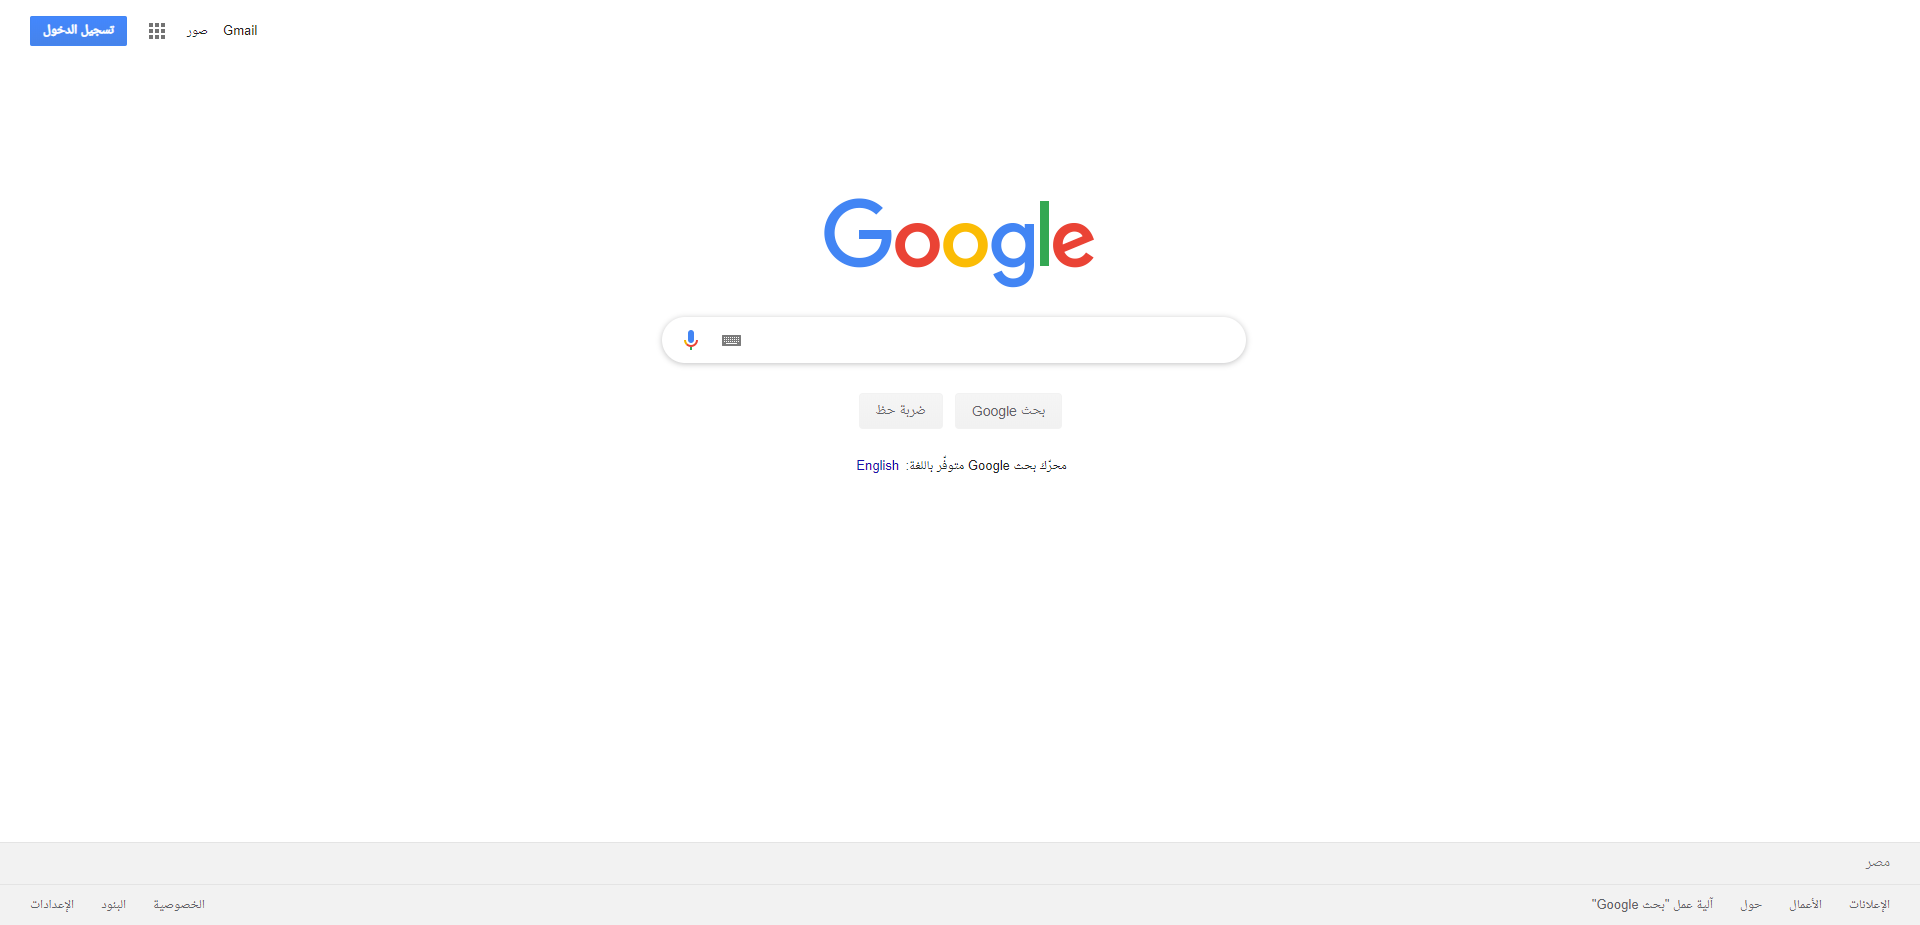 Gmail صور تسجيل الدخول
Google
بحث Google ضربة حظ
محرّك بحث Google متوفّر باللغة: English
مصر
الإعلانات الأعمال حول آلية عمل "بحث Google" الخصوصية البنود الإعدادات